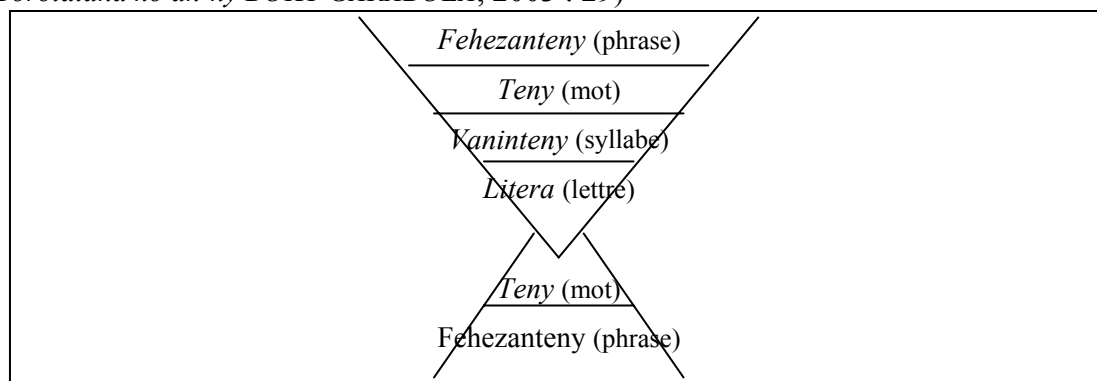 Fehezanteny (phrase)
Teny (mot)
Vaninteny (syllabe)
Litera (lettre)
Teny (mot)
Fehezanteny (phrase)